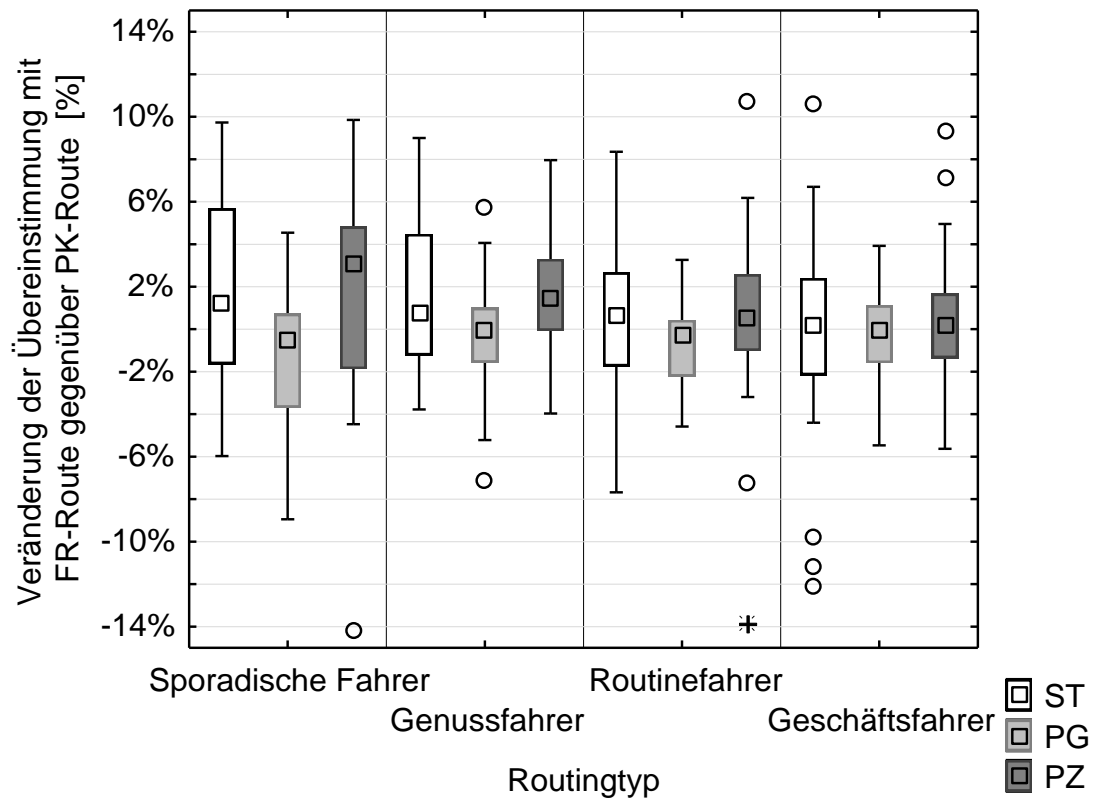 Veränderung der Übereinstimmung mit
FR-Route gegenüber PK-Route [%]
14%
10%
6%
2%
-2%
-6%
-10%
-14%
Sporadische Fahrer
Genussfahrer
Routinefahrer
Geschäftsfahrer
Routingtyp
ST
PG
PZ